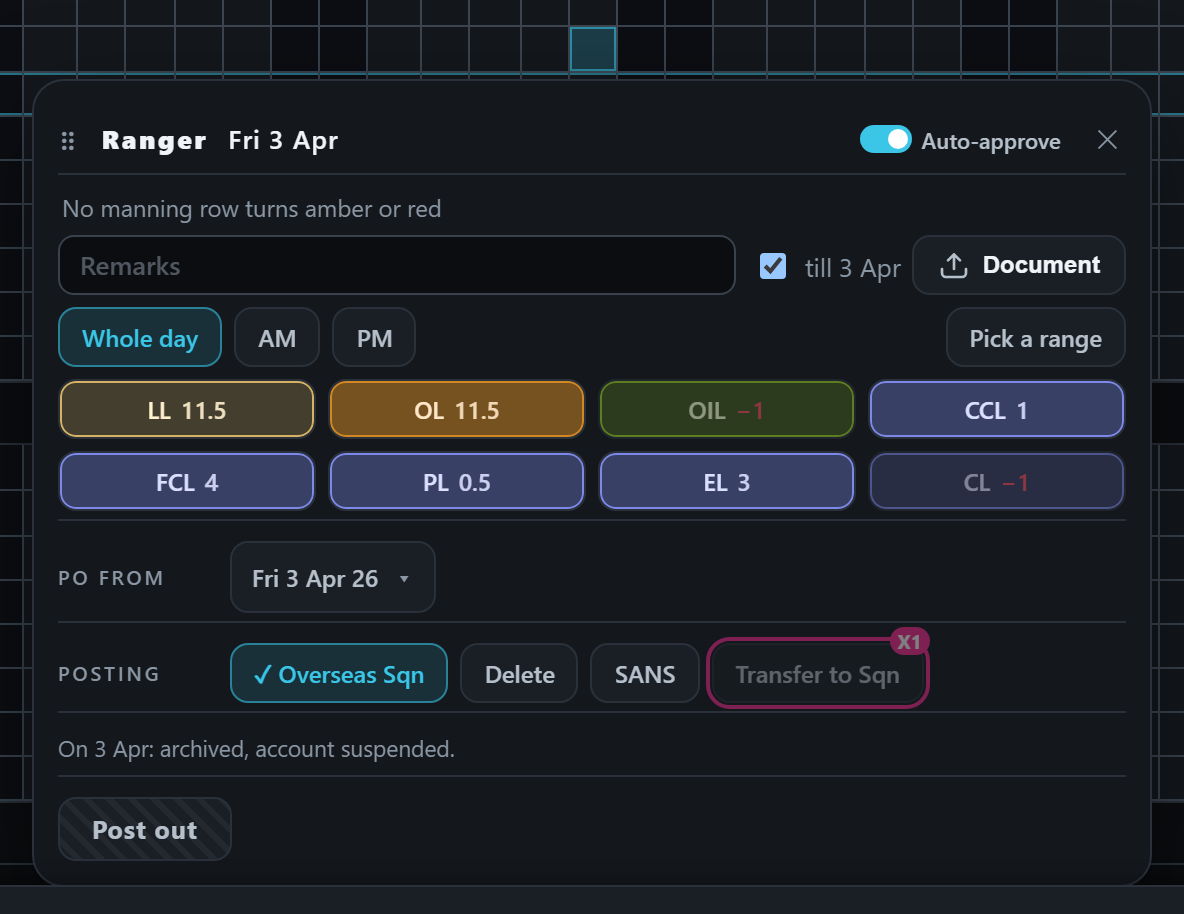 Ranger Fri 3 Apr Auto-approve
No manning row turns amber or red
Remarks till 3 Apr Document
Whole day AM PM Pick a range
LL 11.5 OL 11.5 OIL −1 CCL 1
FCL 4 PL 0.5 EL 3 CL −1
PO FROM Fri 3 Apr 26
X1
POSTING ✓ Overseas Sqn Delete SANS Transfer to Sqn
On 3 Apr: archived, account suspended.
Post out